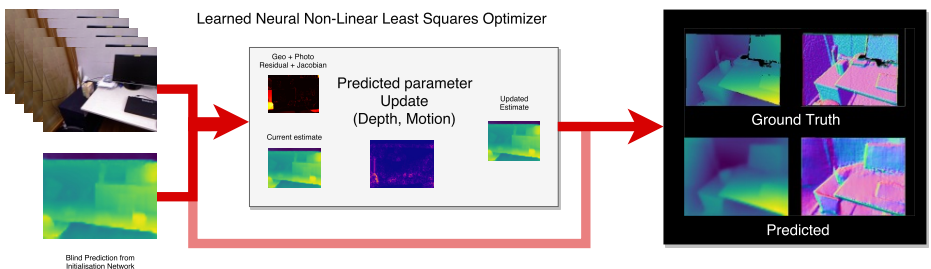 Learned Neural Non-Linear Least Squares Optimizer
Geo + Photo
Residual + Jacobian
Predicted parameter
Update
(Depth, Motion)
Updated
Estimate
Current estimate
Ground Truth
Predicted
Blind Prediction from
Initialisation Network